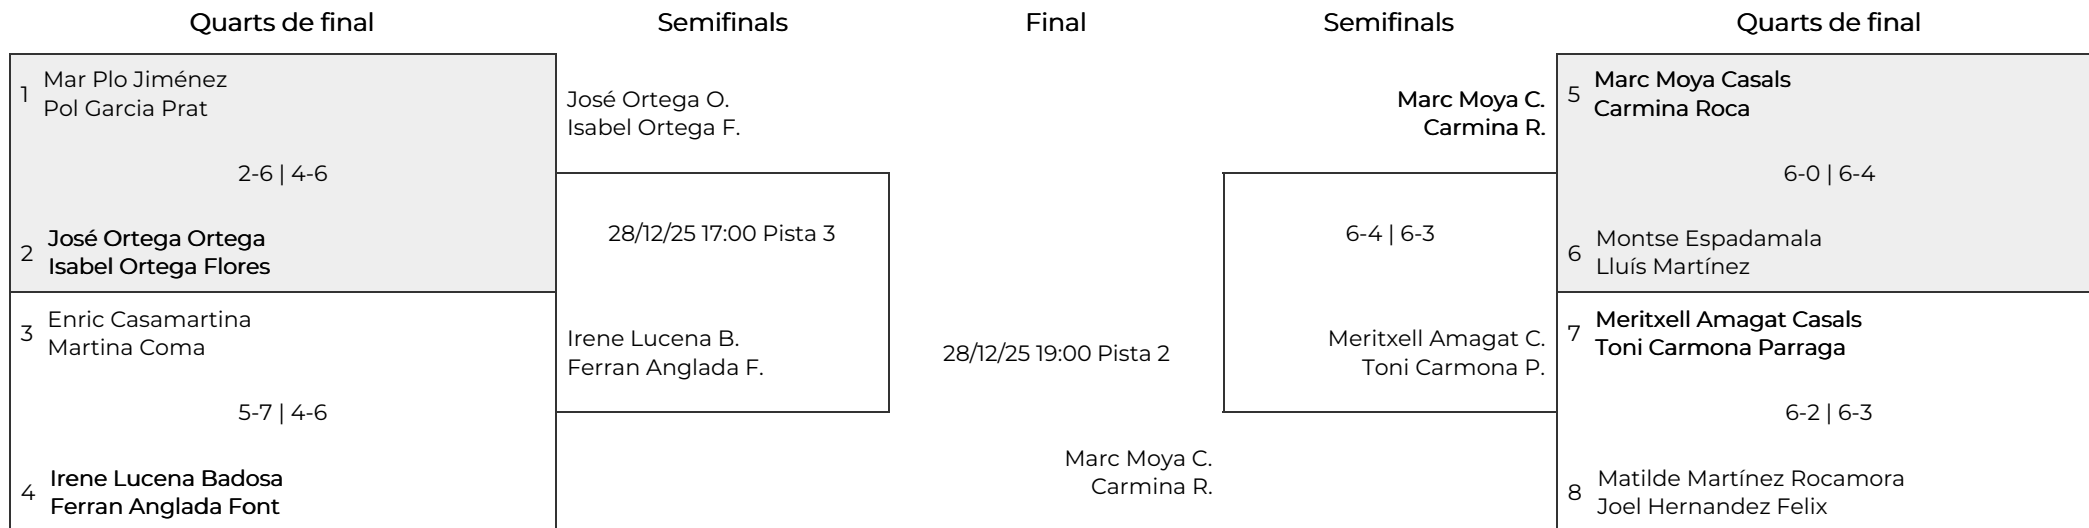 Quarts de final
Semifinals
Final
Semifinals
Quarts de final
1
Mar Plo Jiménez
Pol Garcia Prat
2-6 | 4-6
2
José Ortega Ortega
Isabel Ortega Flores
3
Enric Casamartina
Martina Coma
5-7 | 4-6
4
Irene Lucena Badosa
Ferran Anglada Font
José Ortega O.
Isabel Ortega F.
28/12/25 17:00 Pista 3
Irene Lucena B.
Ferran Anglada F.
28/12/25 19:00 Pista 2
Marc Moya C.
Carmina R.
Marc Moya C.
Carmina R.
6-4 | 6-3
Meritxell Amagat C.
Toni Carmona P.
5
Marc Moya Casals
Carmina Roca
6-0 | 6-4
6
Montse Espadamala
Lluís Martínez
7
Meritxell Amagat Casals
Toni Carmona Parraga
6-2 | 6-3
8
Matilde Martínez Rocamora
Joel Hernandez Felix